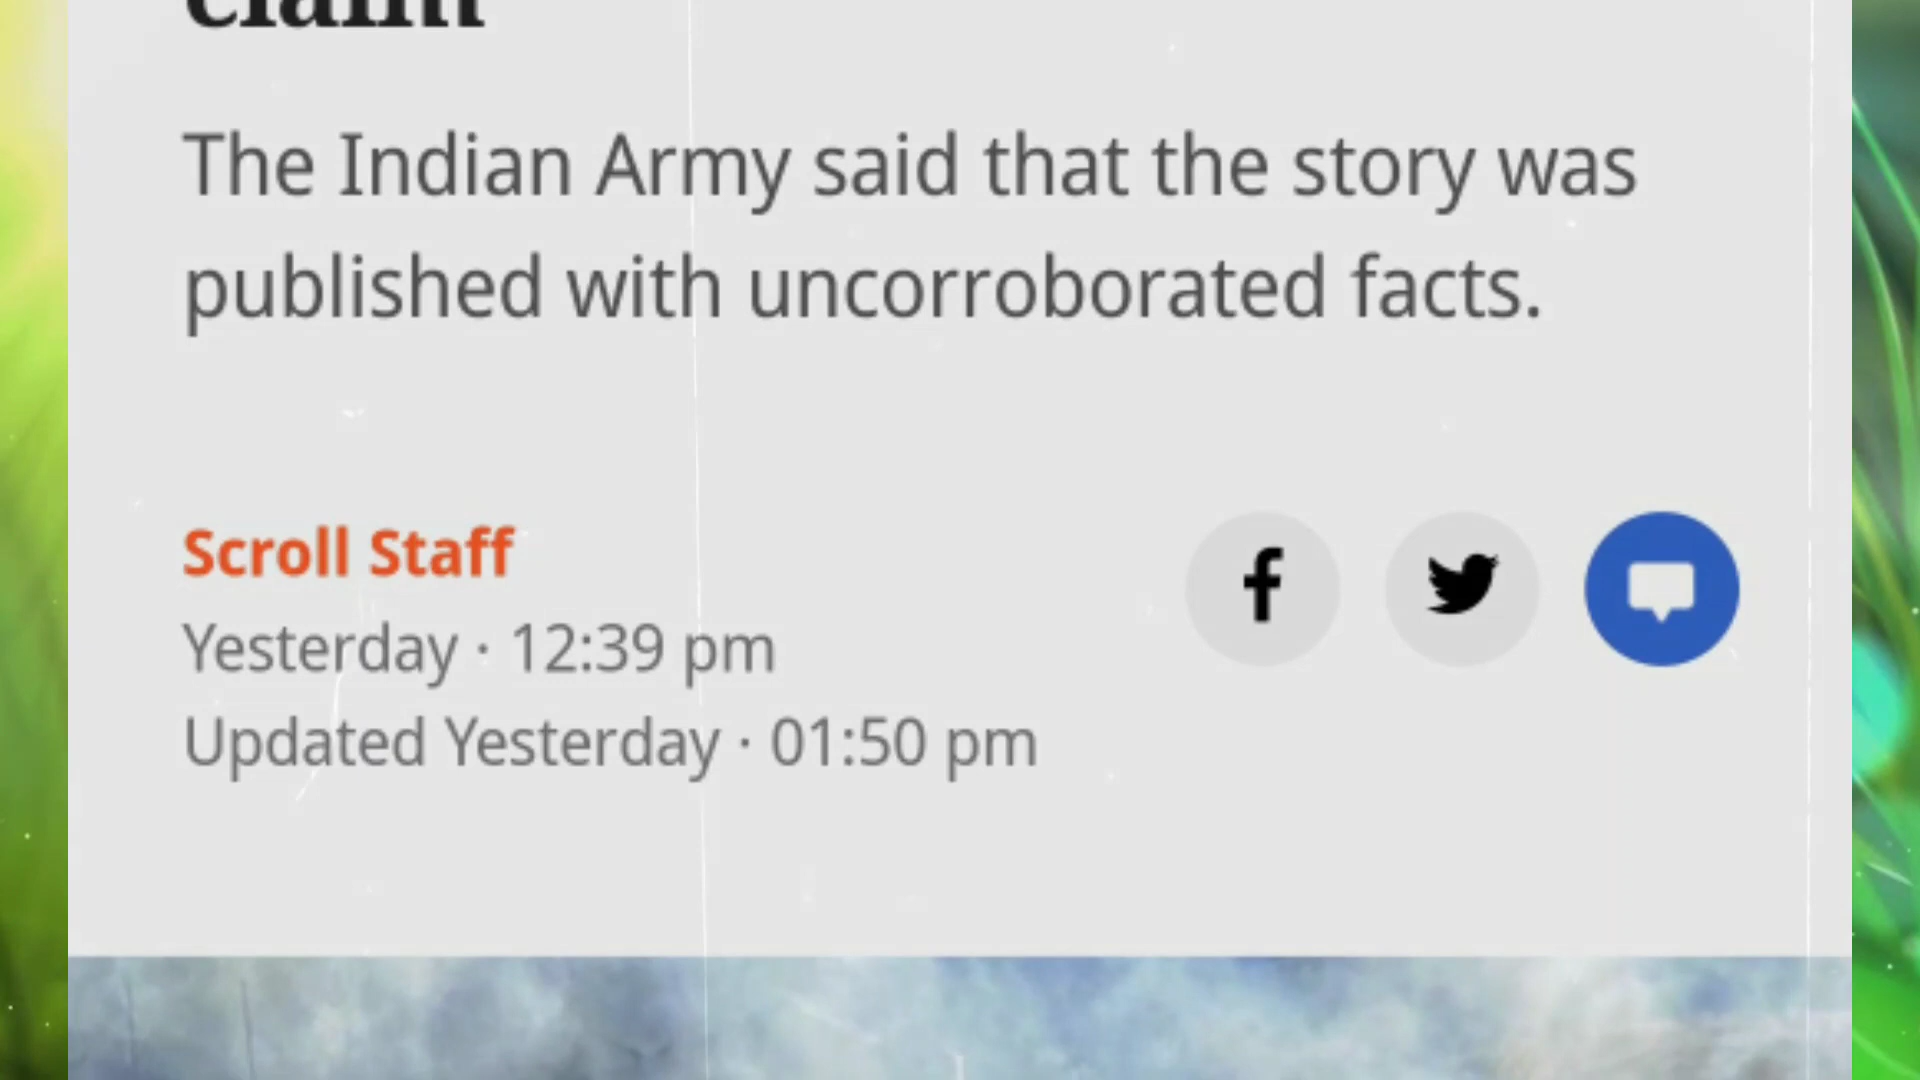 claim
The Indian Army said that the story was
published with uncorroborated facts.
Scroll Staff
Yesterday · 12:39 pm
Updated Yesterday · 01:50 pm